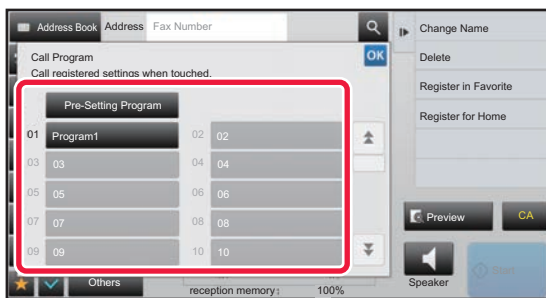 Address Book Address Fax Number
Call Program
OK
Call registered settings when touched.
Pre-Setting Program
01 Program1 02 02
03 03 04 04
05 05 06 06
07 07 08 08
09 09 10 10
Others
reception memory: 100%
Change Name
Delete
Register in Favorite
Register for Home
Preview
CA
Speaker
Start